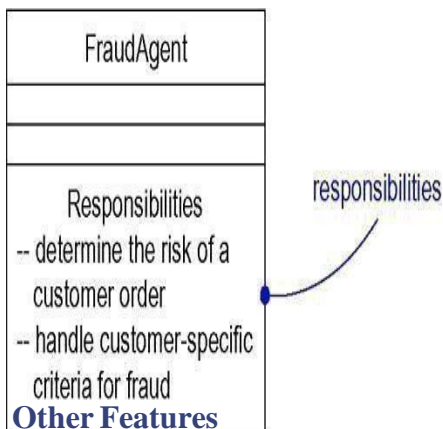 FraudAgent
Responsibilities
-- determine the risk of a
customer order
-- handle customer-specific
criteria for fraud
responsibilities
Other Features